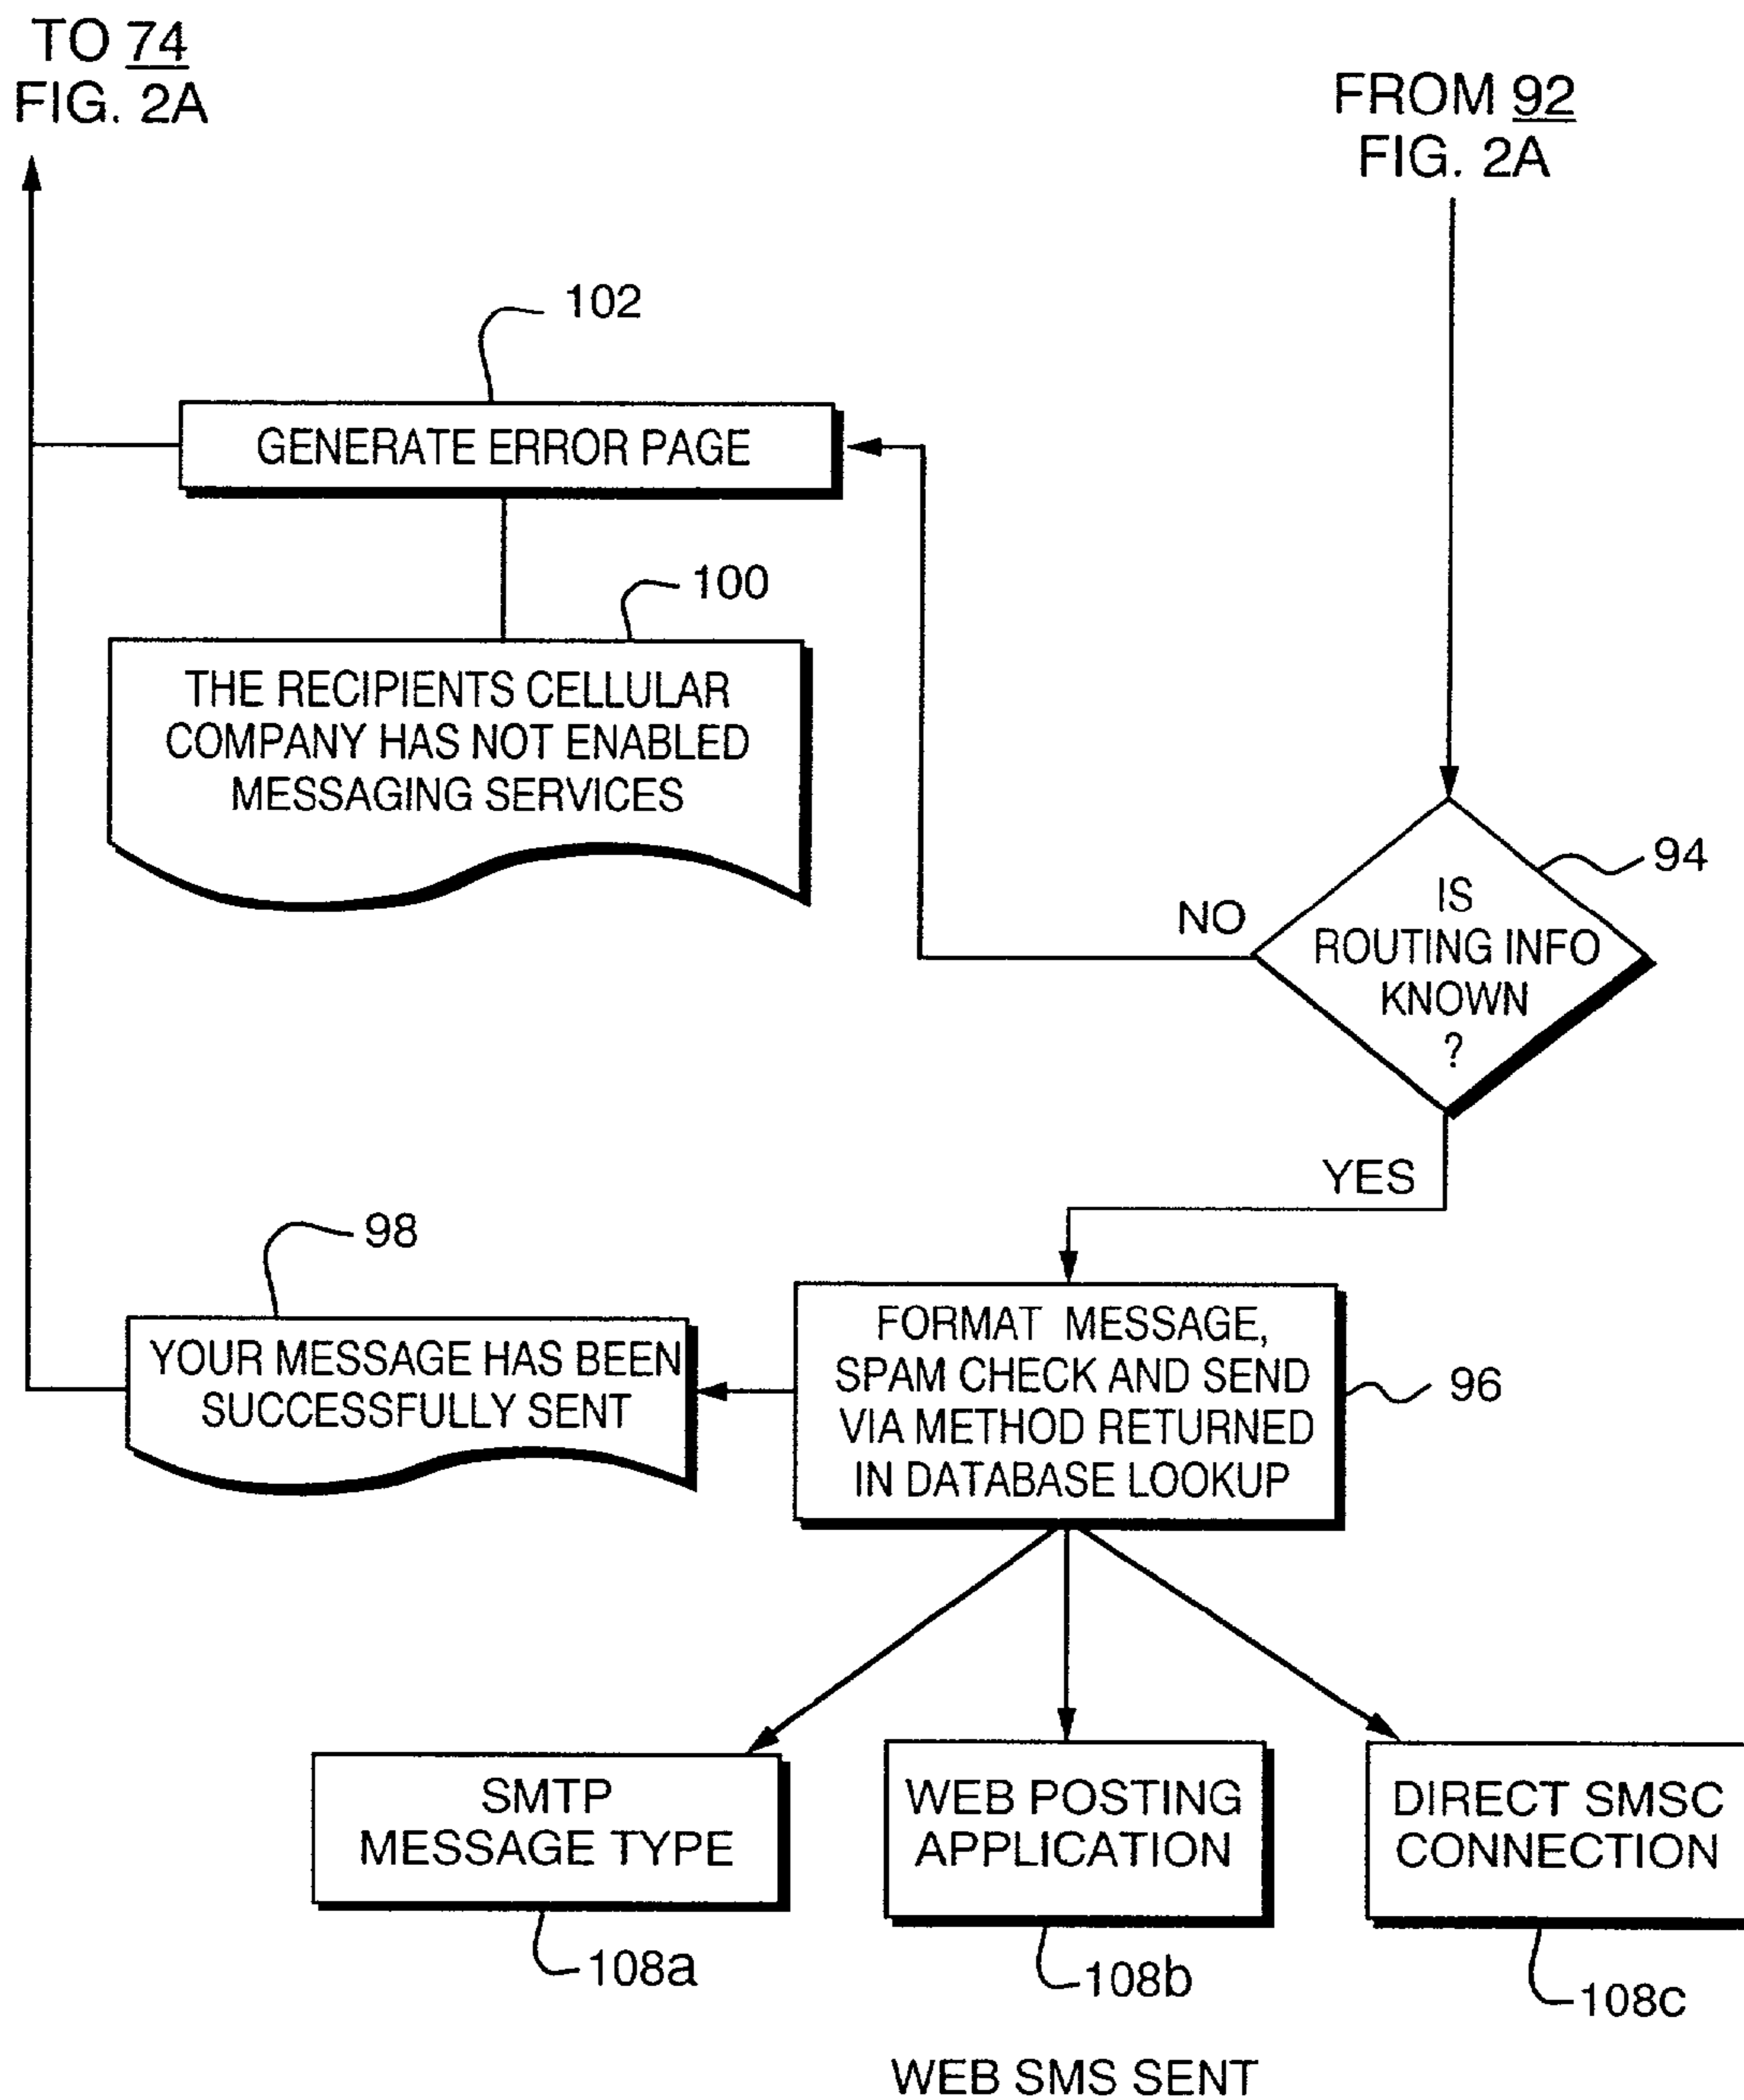 TO 74
FIG. 2A
FROM 92
FIG. 2A
102
GENERATE ERROR PAGE
100
THE RECIPIENTS CELLULAR
COMPANY HAS NOT ENABLED
MESSAGING SERVICES
94
IS
ROUTING INFO
KNOWN
?
NO
YES
98
YOUR MESSAGE HAS BEEN
SUCCESSFULLY SENT
FORMAT MESSAGE,
SPAM CHECK AND SEND
VIA METHOD RETURNED
IN DATABASE LOOKUP
96
SMTP
MESSAGE TYPE
108a
WEB POSTING
APPLICATION
108b
DIRECT SMSC
CONNECTION
108c
WEB SMS SENT